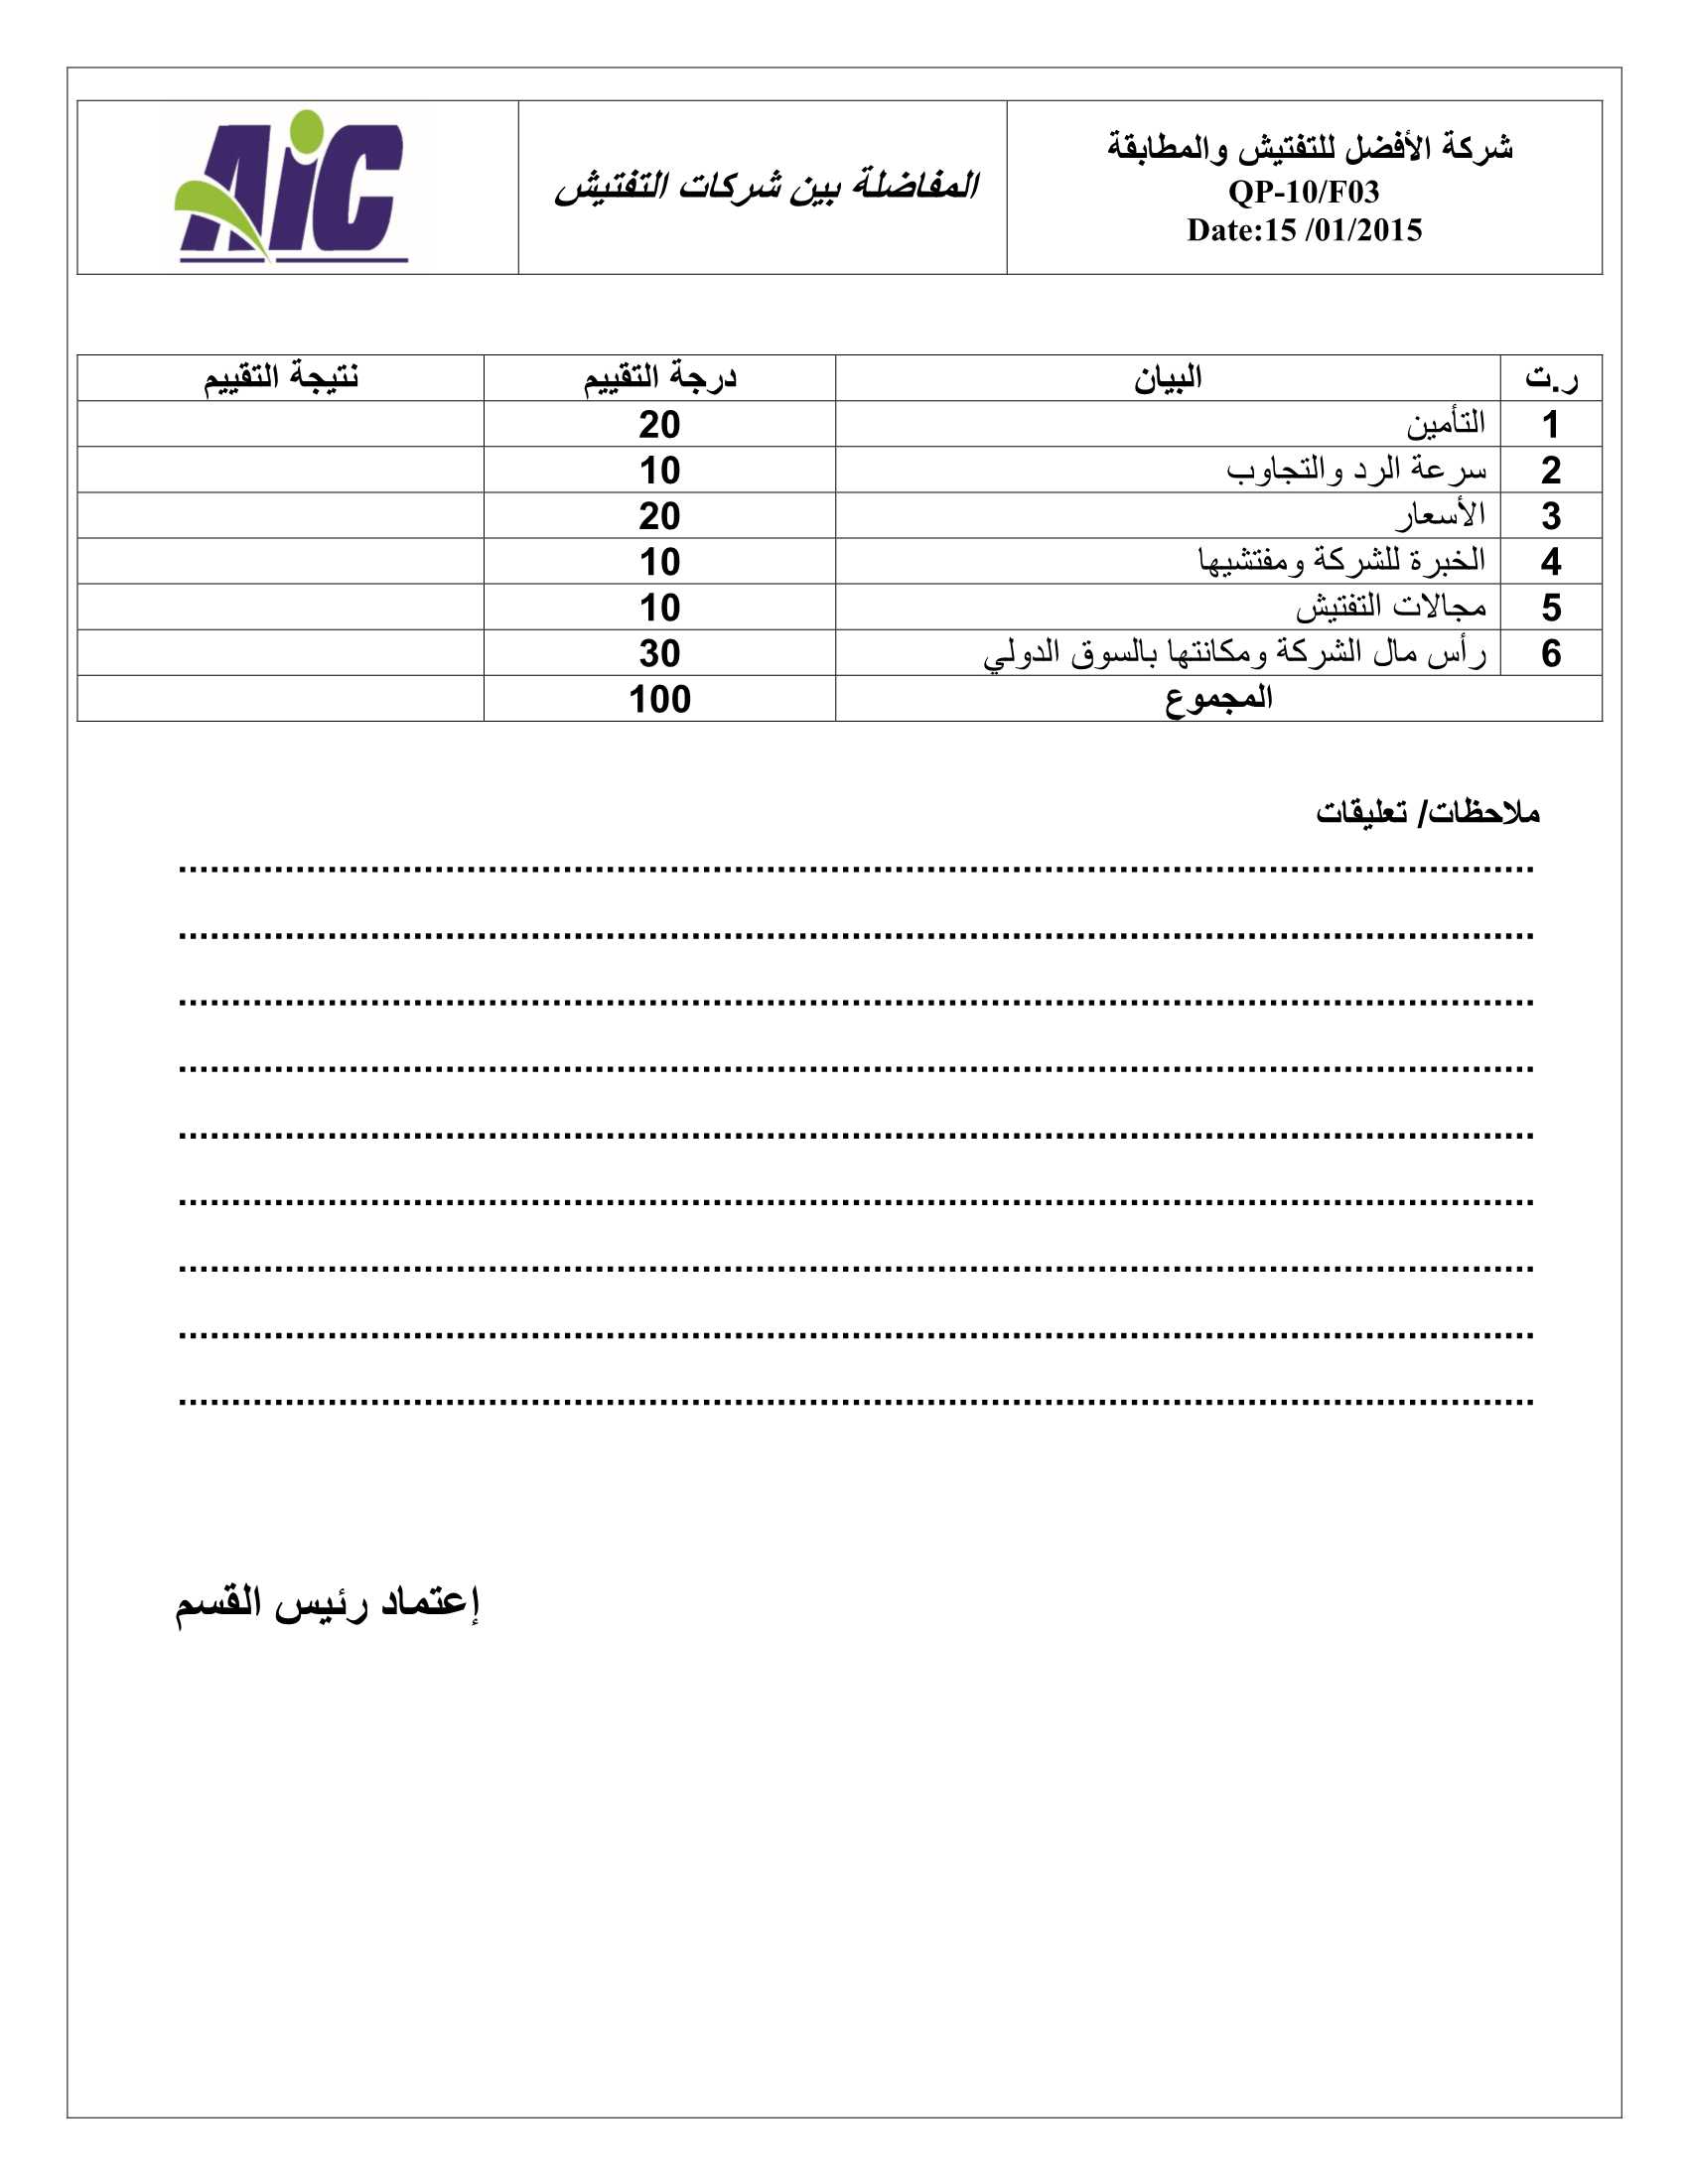 شركة الأفضل للتفتيش والمطابقة
QP-10/F03
Date:15 /01/2015
المفاضلة بين شركات التفتيش
AiC
ر.ت البيان درجة التقييم نتيجة التقييم
1 التأمين 20
2 سرعة الرد والتجاوب 10
3 الأسعار 20
4 الخبرة للشركة ومفتشيها 10
5 مجالات التفتيش 10
6 رأس مال الشركة ومكانتها بالسوق الدولي 30
المجموع 100
ملاحظات/ تعليقات
إعتماد رئيس القسم